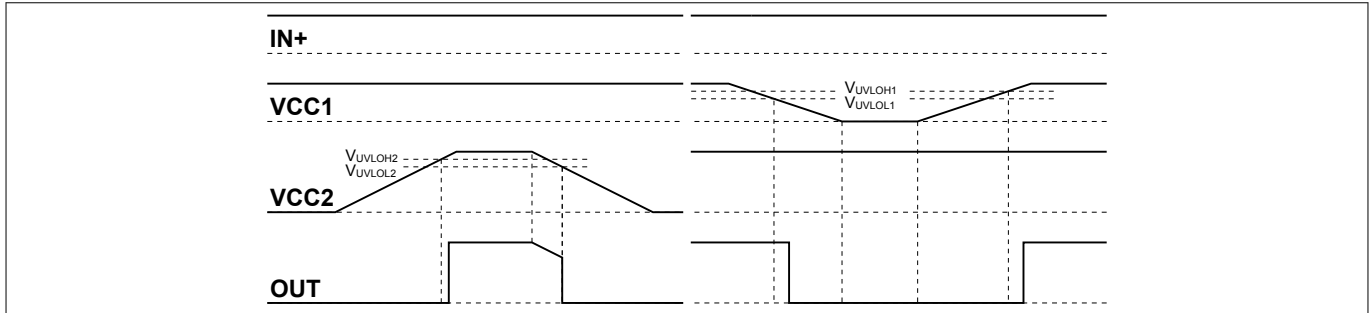 IN+
VCC1
VUVLOH1
VUVLOL1
VUVLOH2
VUVLOL2
VCC2
OUT